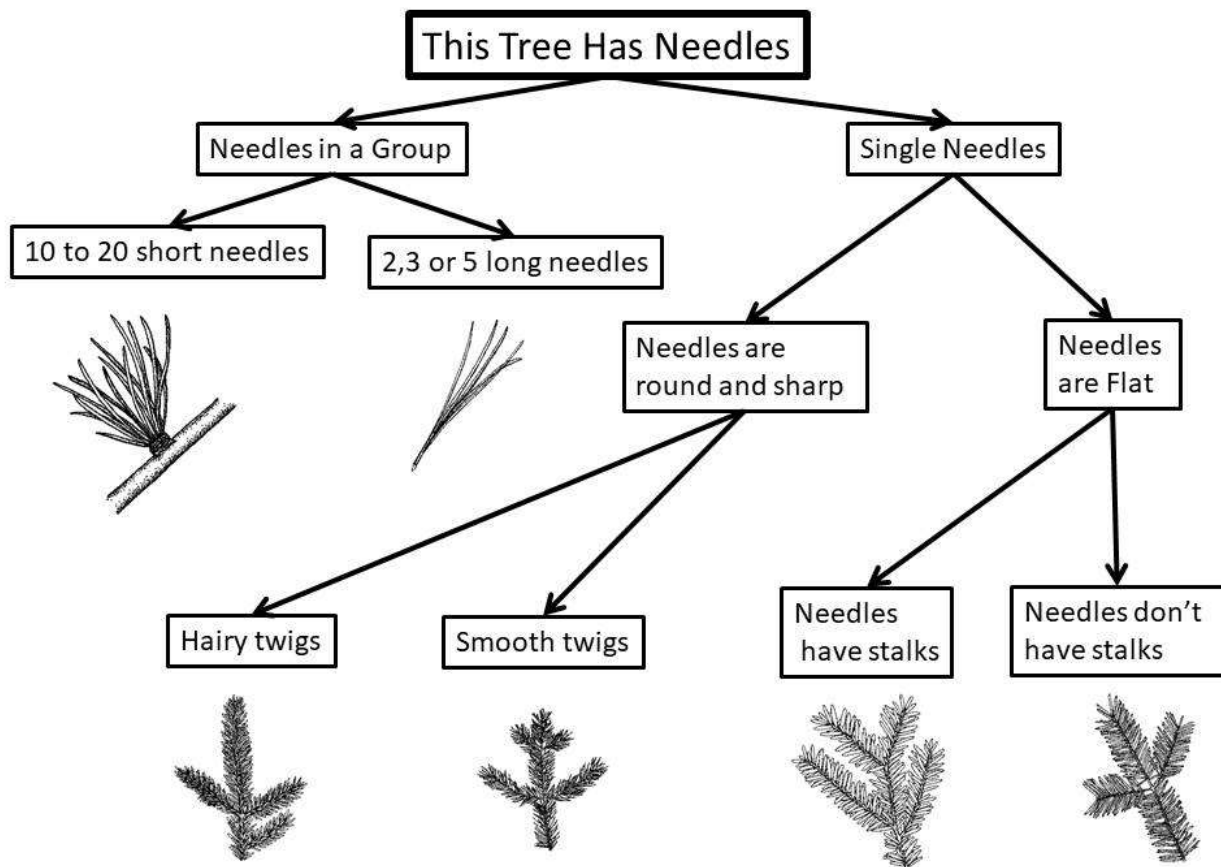 This Tree Has Needles
Needles in a Group
Single Needles
10 to 20 short needles
2,3 or 5 long needles
Needles are
round and sharp
Needles
are Flat
Hairy twigs
Smooth twigs
Needles
have stalks
Needles don't
have stalks